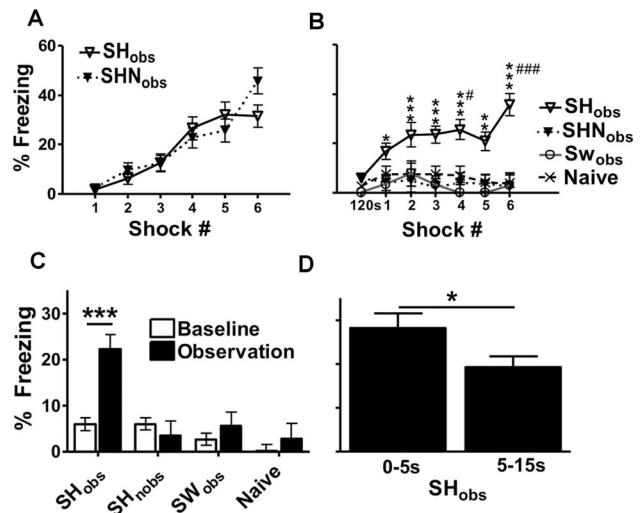 A
B
60
40
20
0
% Freezing
SHobs
SHNobs
1 2 3 4 5 6
Shock #
*
***
***
***#
**
***###
SHobs
SHNobs
Swobs
Naive
120s 1 2 3 4 5 6
Shock #
C
D
30
20
10
0
% Freezing
***
Baseline
Observation
SHobs
SHnobs
SWobs
Naive
*
0-5s
5-15s
SHobs